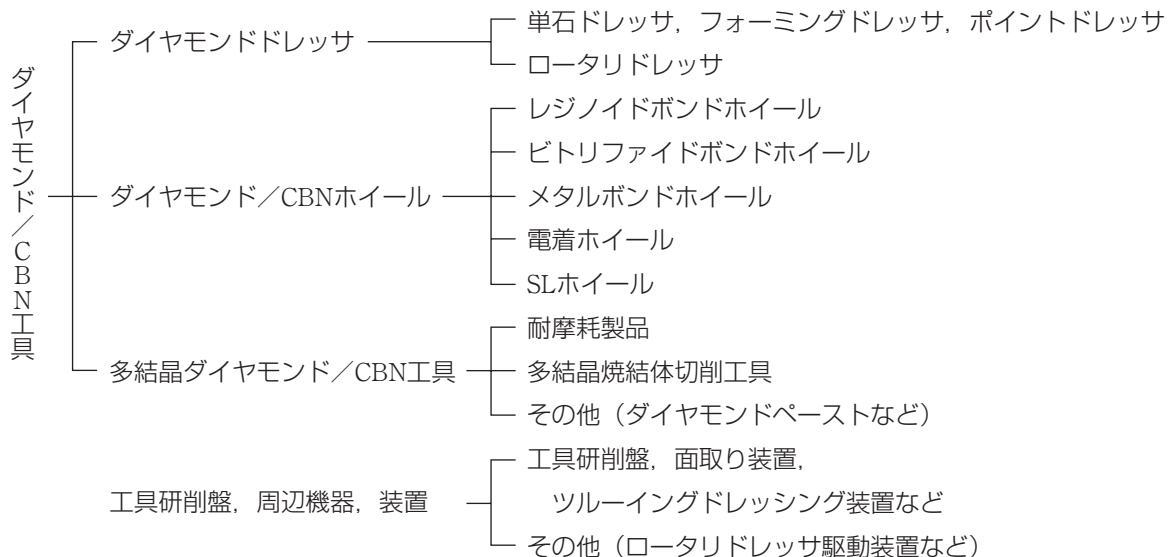 ダイヤモンド／CBN工具
ダイヤモンドドレッサ
単石ドレッサ，フォーミングドレッサ，ポイントドレッサ
ロータリドレッサ
ダイヤモンド／CBNホイール
レジノイドボンドホイール
ビトリファイドボンドホイール
メタルボンドホイール
電着ホイール
SLホイール
多結晶ダイヤモンド／CBN工具
耐摩耗製品
多結晶焼結体切削工具
その他（ダイヤモンドペーストなど）
工具研削盤，周辺機器，装置
工具研削盤，面取り装置，
ツルーイングドレッシング装置など
その他（ロータリドレッサ駆動装置など）